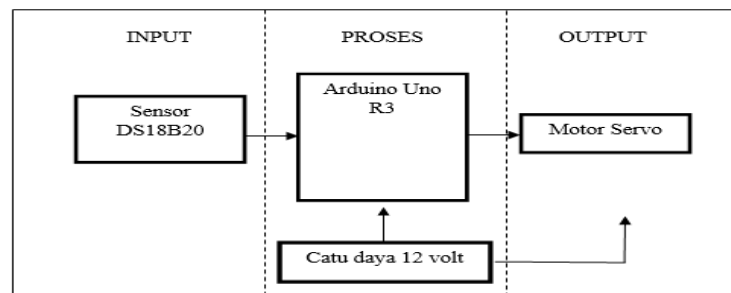 INPUT
PROSES
OUTPUT
Sensor
DS18B20
Arduino Uno
R3
Motor Servo
Catu daya 12 volt